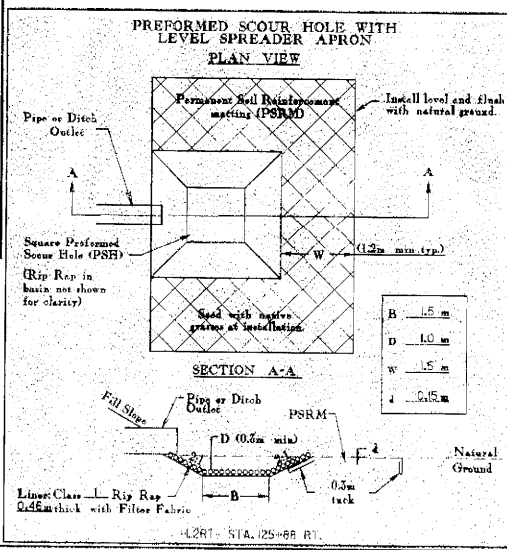 PREFORMED SCOUR HOLE WITH
LEVEL SPREADER APRON
PLAN VIEW
Permanent Soil Reinforcement
matting (PSRM)
Install level and flush
with natural ground.
Pipe or Ditch
Outlet
A
A
Square Preformed
Scour Hole (PSH)
(Rip Rap in
basin not shown
for clarity)
W
(1.2m min. typ.)
Seed with native
grasses at installation.
B 1.5 m
D 1.0 m
W 1.5 m
d 0.15 m
SECTION A-A
Fill Slope
Pipe or Ditch
Outlet
D (0.3m min)
PSRM
d
Natural
Ground
B
0.3m
tuck
Liner: Class I Rip Rap
0.46m thick with Filter Fabric
STA. 125+88 RT.